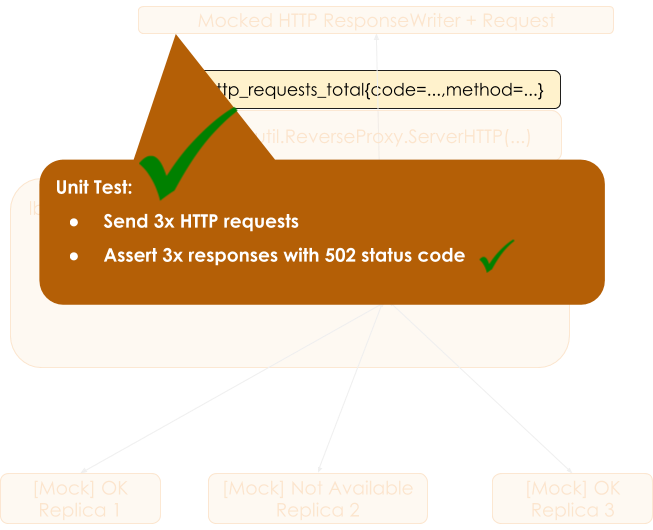 Mocked HTTP ResponseWriter + Request
ttp_requests_total{code=...,method=...}
util.ReverseProxy.ServerHTTP(...)
lb
Unit Test:
● Send 3x HTTP requests
● Assert 3x responses with 502 status code
[Mock] OK
Replica 1
[Mock] Not Available
Replica 2
[Mock] OK
Replica 3